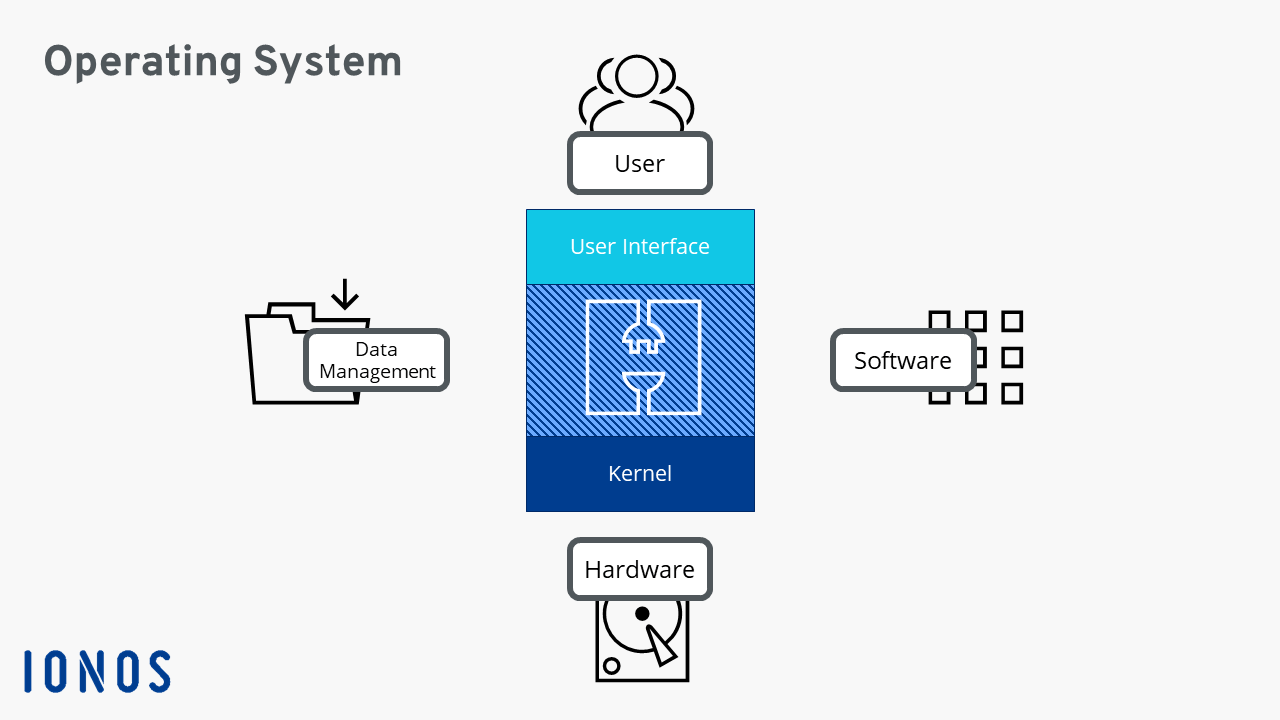 Operating System
User
User Interface
Data
Management
Software
Kernel
Hardware
IONOS